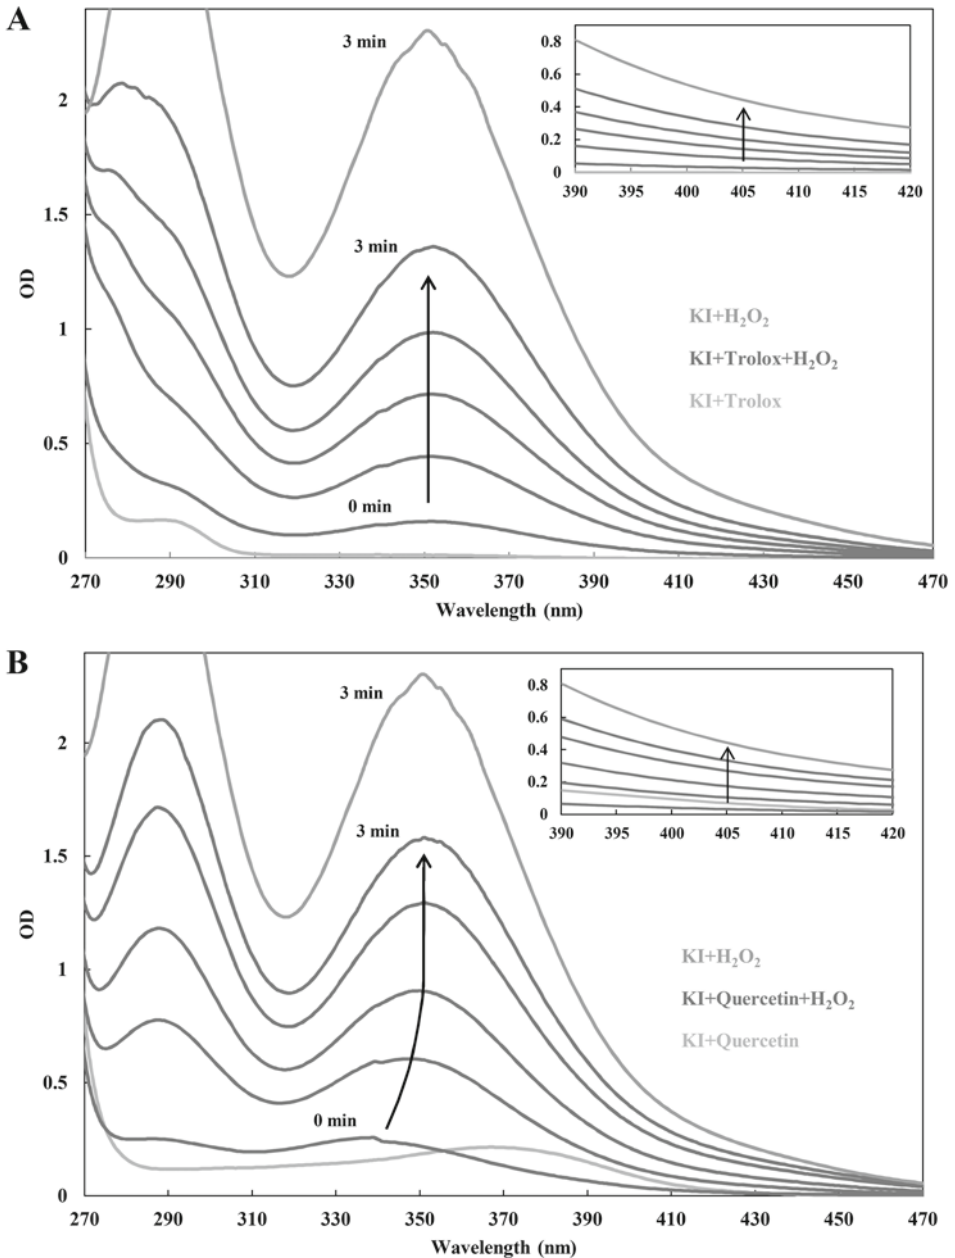 A
3 min
0.8
0.6
0.4
0.2
0
390 395 400 405 410 415 420
2
1.5
1
0.5
0
OD
3 min
0 min
KI+H₂O₂
KI+Trolox+H₂O₂
KI+Trolox
270 290 310 330 350 370 390 410 430 450 470
Wavelength (nm)
B
3 min
0.8
0.6
0.4
0.2
0
390 395 400 405 410 415 420
2
1.5
1
0.5
0
OD
3 min
0 min
KI+H₂O₂
KI+Quercetin+H₂O₂
KI+Quercetin
270 290 310 330 350 370 390 410 430 450 470
Wavelength (nm)